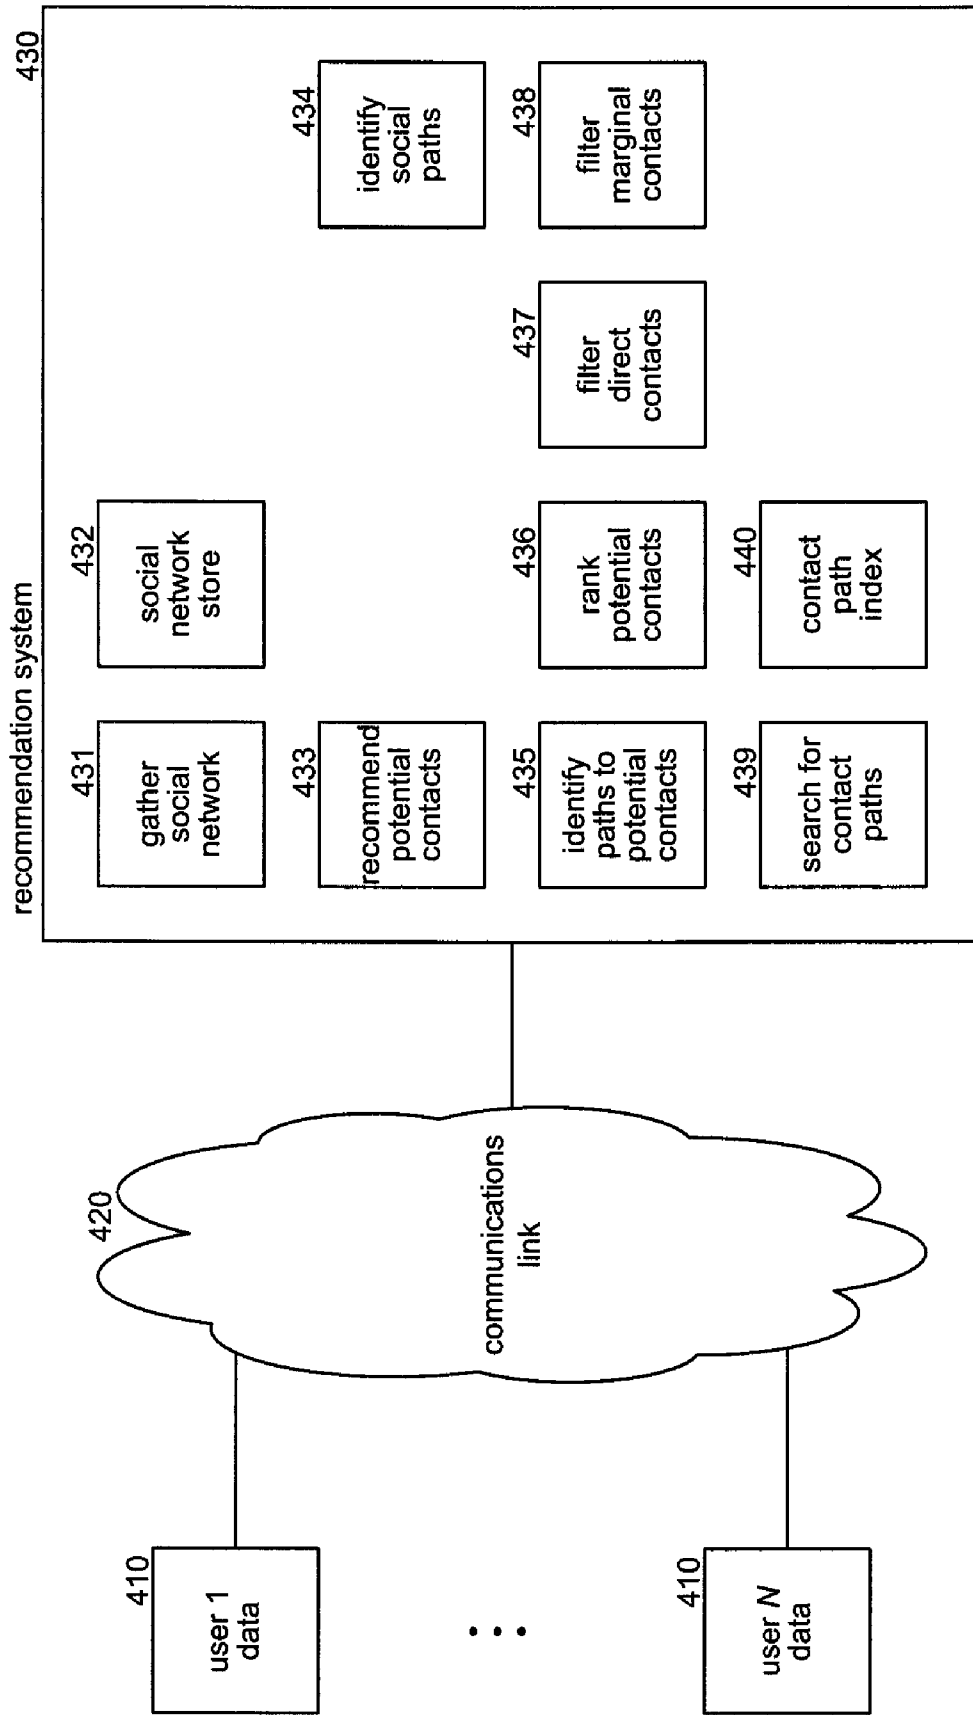 recommendation system
430
431
gather
social
network
432
social
network
store
433
recommend
potential
contacts
434
identify
social
paths
435
identify
paths to
potential
contacts
436
rank
potential
contacts
437
filter
direct
contacts
438
filter
marginal
contacts
439
search for
contact
paths
440
contact
path
index
420
communications
link
410
user 1
data
410
user N
data